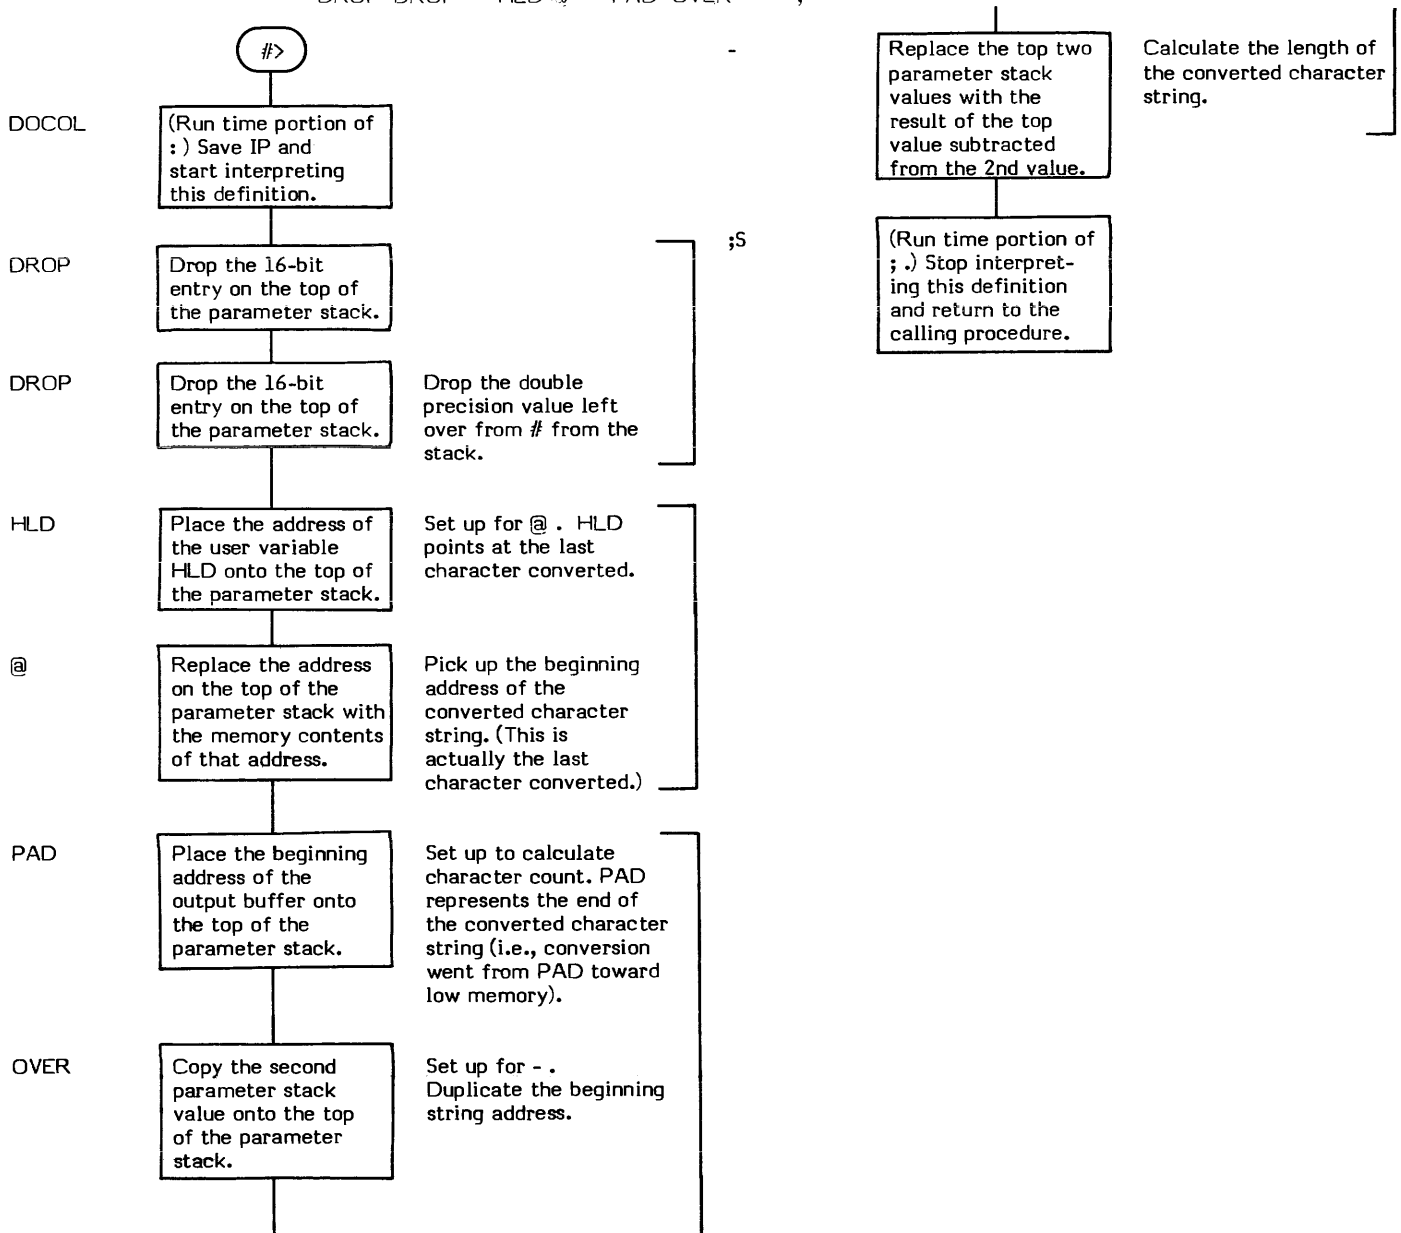 DROP DROP HLD @ PAD OVER - ;
#>
DOCOL
(Run time portion of
: ) Save IP and
start interpreting
this definition.
DROP
Drop the 16-bit
entry on the top of
the parameter stack.
DROP
Drop the 16-bit
entry on the top of
the parameter stack.
Drop the double
precision value left
over from # from the
stack.
HLD
Place the address of
the user variable
HLD onto the top of
the parameter stack.
Set up for @ . HLD
points at the last
character converted.
@
Replace the address
on the top of the
parameter stack with
the memory contents
of that address.
Pick up the beginning
address of the
converted character
string. (This is
actually the last
character converted.)
PAD
Place the beginning
address of the
output buffer onto
the top of the
parameter stack.
Set up to calculate
character count. PAD
represents the end of
the converted character
string (i.e., conversion
went from PAD toward
low memory).
OVER
Copy the second
parameter stack
value onto the top
of the parameter
stack.
Set up for - .
Duplicate the beginning
string address.
-
Replace the top two
parameter stack
values with the
result of the top
value subtracted
from the 2nd value.
Calculate the length of
the converted character
string.
;S
(Run time portion of
; .) Stop interpret-
ing this definition
and return to the
calling procedure.